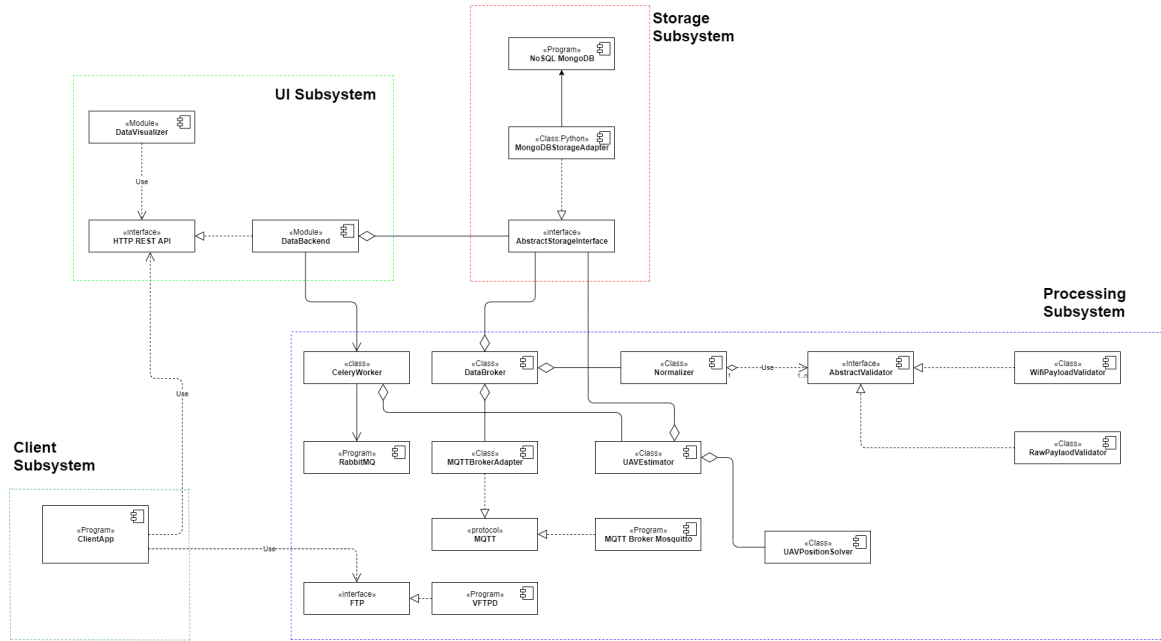 Storage
Subsystem
«Program»
NoSQL MongoDB
UI Subsystem
«Module»
DataVisualizer
«Class:Python»
MongoDBStorageAdapter
Use
«interface»
HTTP REST API
«Module»
DataBackend
«interface»
AbstractStorageInterface
Processing
Subsystem
«class»
CeleryWorker
«Class»
DataBroker
«Class»
Normalizer
1
Use
1..n
«Interface»
AbstractValidator
«Class»
WifiPayloadValidator
Use
Client
Subsystem
«Program»
RabbitMQ
«Class»
MQTTBrokerAdapter
«Class»
UAVEstimator
«Class»
RawPaylaodValidator
«Program»
ClientApp
«protocol»
MQTT
«Program»
MQTT Broker Mosquitto
«Class»
UAVPositionSolver
Use
«interface»
FTP
«Program»
VFTPD